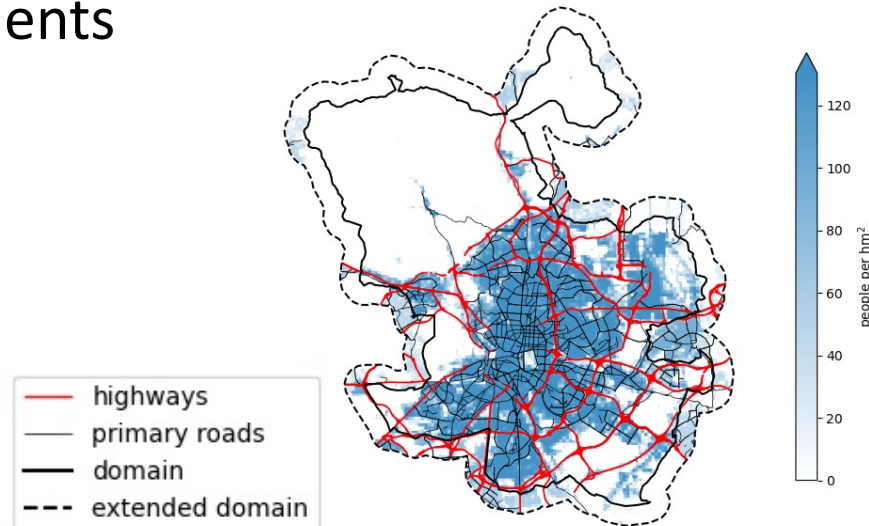 ents
120
100
80
60
40
20
0
people per hm²
highways
primary roads
domain
extended domain